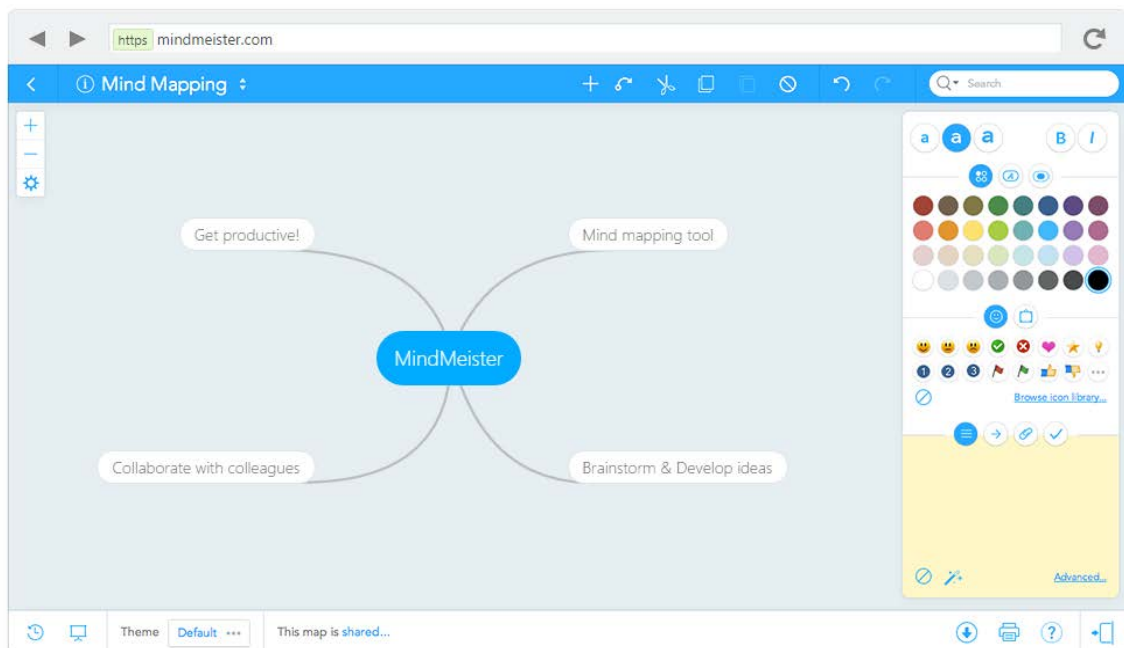 https mindmeister.com
Mind Mapping
Search
a a a B I
A
Get productive!
Mind mapping tool
MindMeister
1 2 3
Browse icon library...
Collaborate with colleagues
Brainstorm & Develop ideas
Advanced...
Theme Default ••• This map is shared...
?